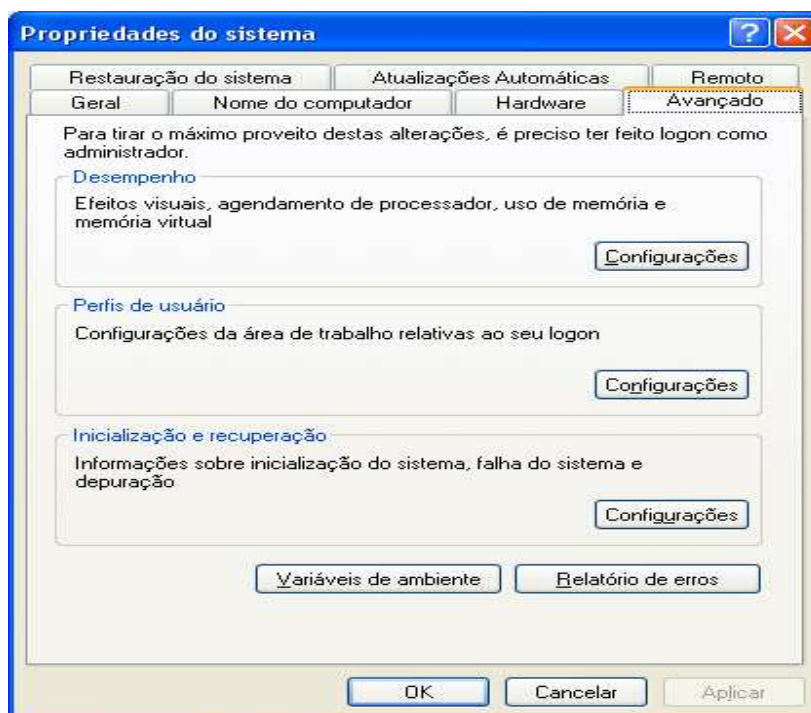 Propriedades do sistema
Restauração do sistema
Atualizações Automáticas
Remoto
Geral
Nome do computador
Hardware
Avançado
Para tirar o máximo proveito destas alterações, é preciso ter feito logon como
administrador.
Desempenho
Efeitos visuais, agendamento de processador, uso de memória e
memória virtual
Configurações
Perfis de usuário
Configurações da área de trabalho relativas ao seu logon
Configurações
Inicialização e recuperação
Informações sobre inicialização do sistema, falha do sistema e
depuração
Configurações
Variáveis de ambiente
Relatório de erros
OK
Cancelar
Aplicar